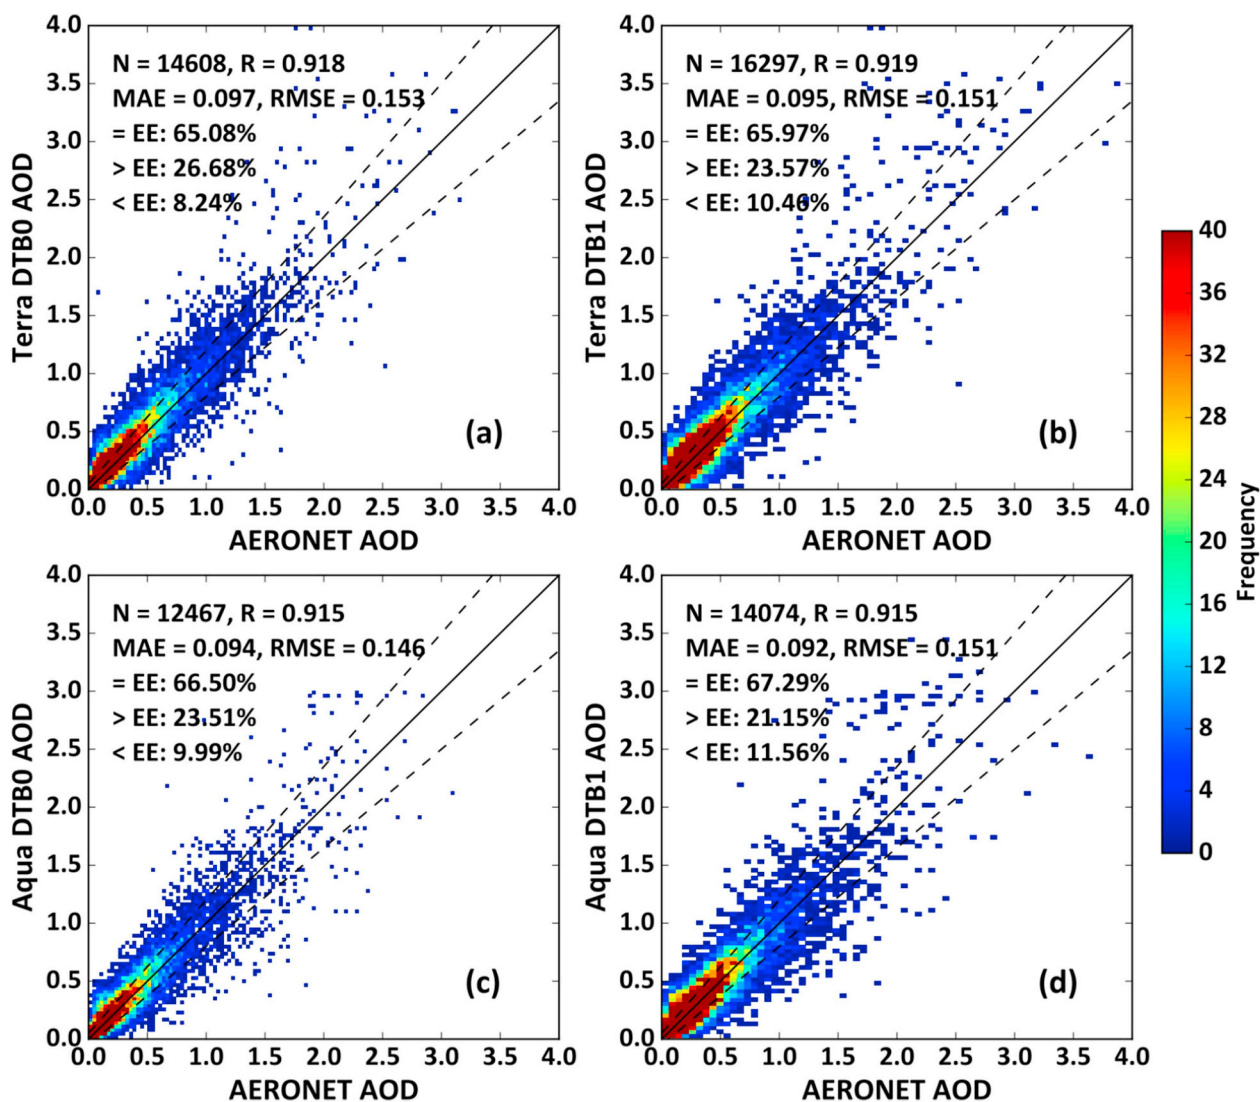 4.0
3.5
3.0
2.5
2.0
1.5
1.0
0.5
0.0
Terra DTB0 AOD
N = 14608, R = 0.918
MAE = 0.097, RMSE = 0.153
= EE: 65.08%
> EE: 26.68%
< EE: 8.24%
(a)
0.0 0.5 1.0 1.5 2.0 2.5 3.0 3.5 4.0
AERONET AOD
4.0
3.5
3.0
2.5
2.0
1.5
1.0
0.5
0.0
Terra DTB1 AOD
N = 16297, R = 0.919
MAE = 0.095, RMSE = 0.151
= EE: 65.97%
> EE: 23.57%
< EE: 10.46%
(b)
0.0 0.5 1.0 1.5 2.0 2.5 3.0 3.5 4.0
AERONET AOD
4.0
3.5
3.0
2.5
2.0
1.5
1.0
0.5
0.0
Aqua DTB0 AOD
N = 12467, R = 0.915
MAE = 0.094, RMSE = 0.146
= EE: 66.50%
> EE: 23.51%
< EE: 9.99%
(c)
0.0 0.5 1.0 1.5 2.0 2.5 3.0 3.5 4.0
AERONET AOD
4.0
3.5
3.0
2.5
2.0
1.5
1.0
0.5
0.0
Aqua DTB1 AOD
N = 14074, R = 0.915
MAE = 0.092, RMSE = 0.151
= EE: 67.29%
> EE: 21.15%
< EE: 11.56%
(d)
0.0 0.5 1.0 1.5 2.0 2.5 3.0 3.5 4.0
AERONET AOD
40
36
32
28
24
20
16
12
8
4
0
Frequency